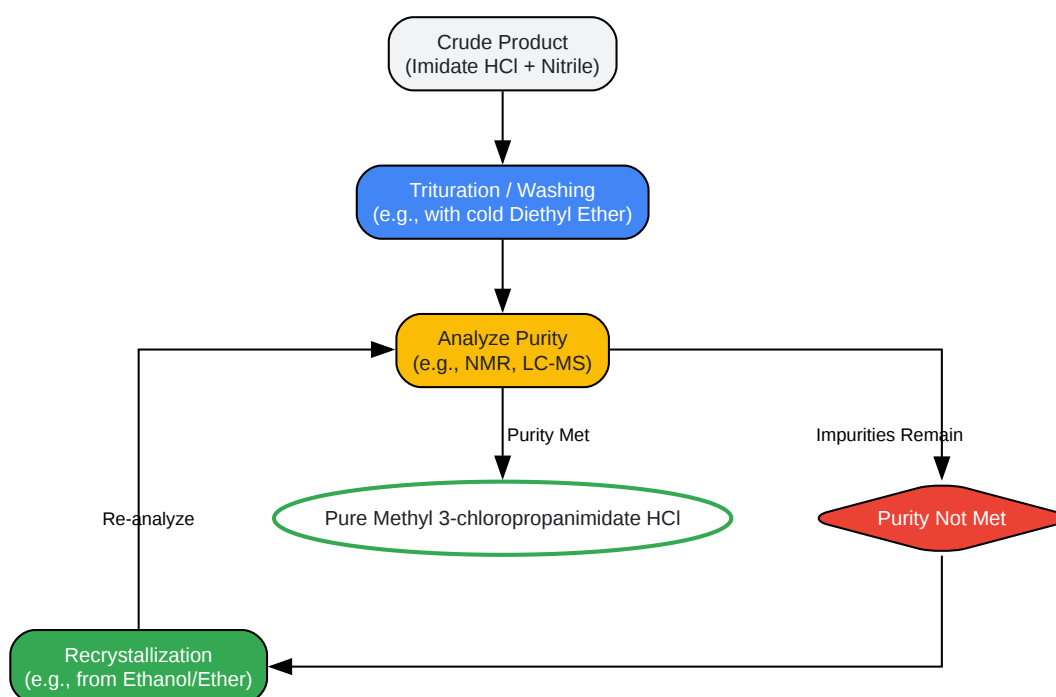 Crude Product
(Imidate HCl + Nitrile)
Trituration / Washing
(e.g., with cold Diethyl Ether)
Analyze Purity
(e.g., NMR, LC-MS)
Purity Met
Impurities Remain
Re-analyze
Pure Methyl 3-chloropropanimidate HCl
Purity Not Met
Recrystallization
(e.g., from Ethanol/Ether)